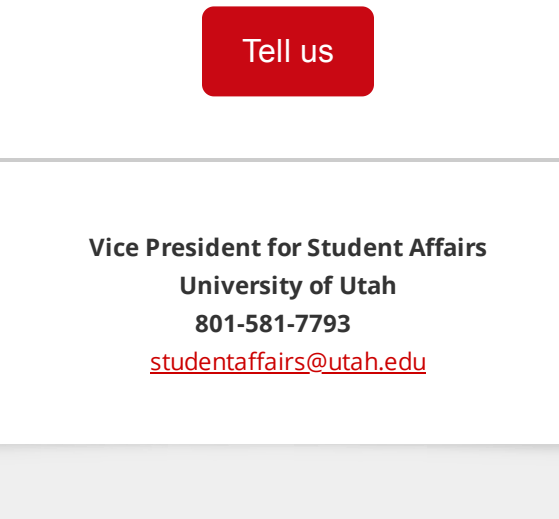 Tell us
Vice President for Student Affairs
University of Utah
801-581-7793
studentaffairs@utah.edu